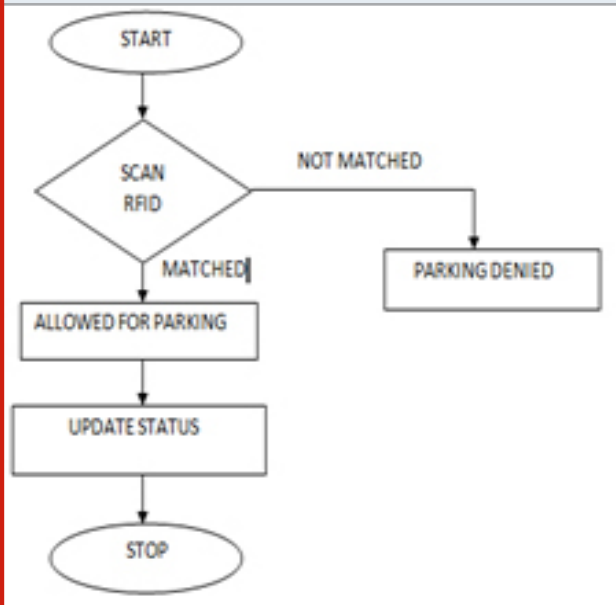 START
SCAN
RFID
NOT MATCHED
MATCHED
PARKING DENIED
ALLOWED FOR PARKING
UPDATE STATUS
STOP